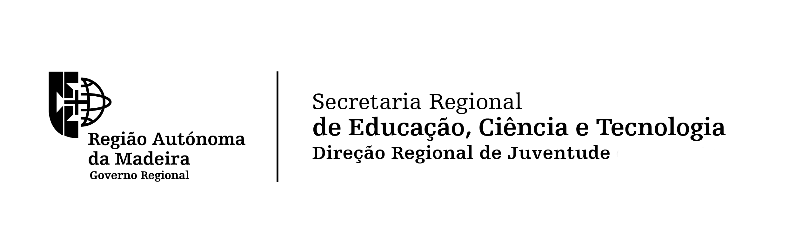 Região Autónoma
da Madeira
Governo Regional
Secretaria Regional
de Educação, Ciência e Tecnologia
Direção Regional de Juventude